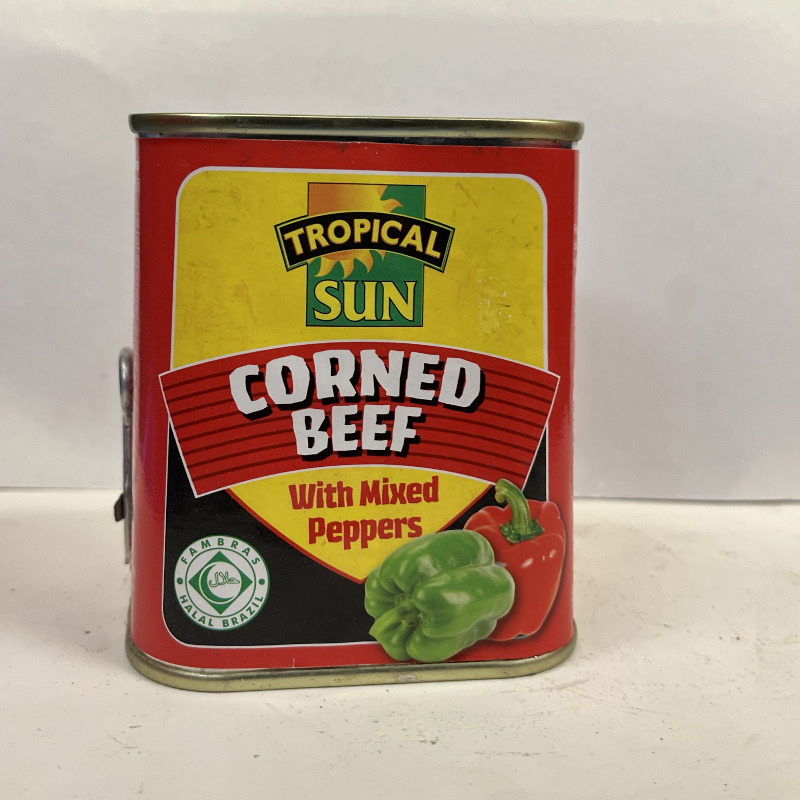 TROPICAL
SUN
CORNED
BEEF
With Mixed
Peppers
FAMBRAS
حلال
HALAL BRAZIL